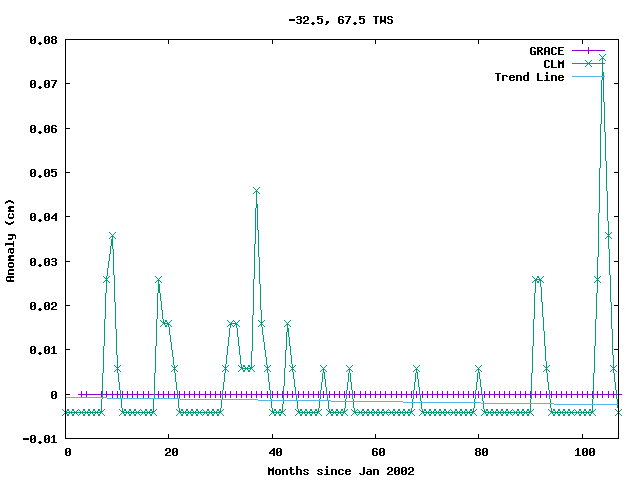 -32.5, 67.5 TWS
GRACE
CLM
Trend Line
0.08
0.07
0.06
0.05
0.04
0.03
0.02
0.01
0
-0.01
Anomaly (cm)
0 20 40 60 80 100
Months since Jan 2002